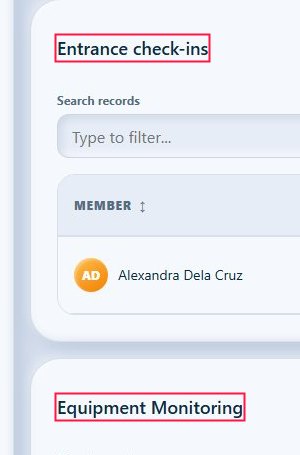 Entrance check-ins
Search records
Type to filter...
MEMBER ↕
AD Alexandra Dela Cruz
Equipment Monitoring